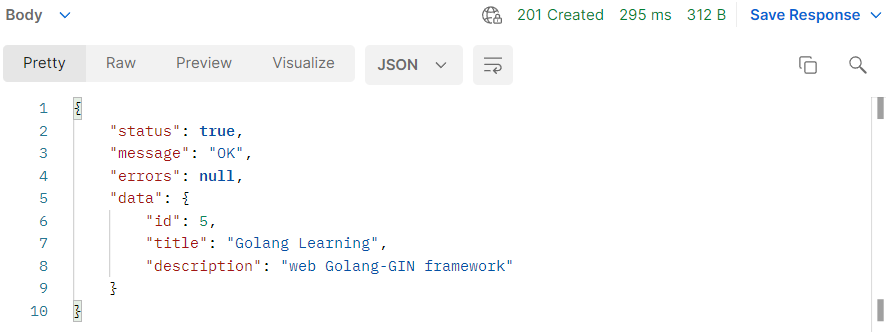 Body 201 Created 295 ms 312 B Save Response
Pretty Raw Preview Visualize JSON
1 {
2 "status": true,
3 "message": "OK",
4 "errors": null,
5 "data": {
6 "id": 5,
7 "title": "Golang Learning",
8 "description": "web Golang-GIN framework"
9 }
10 }